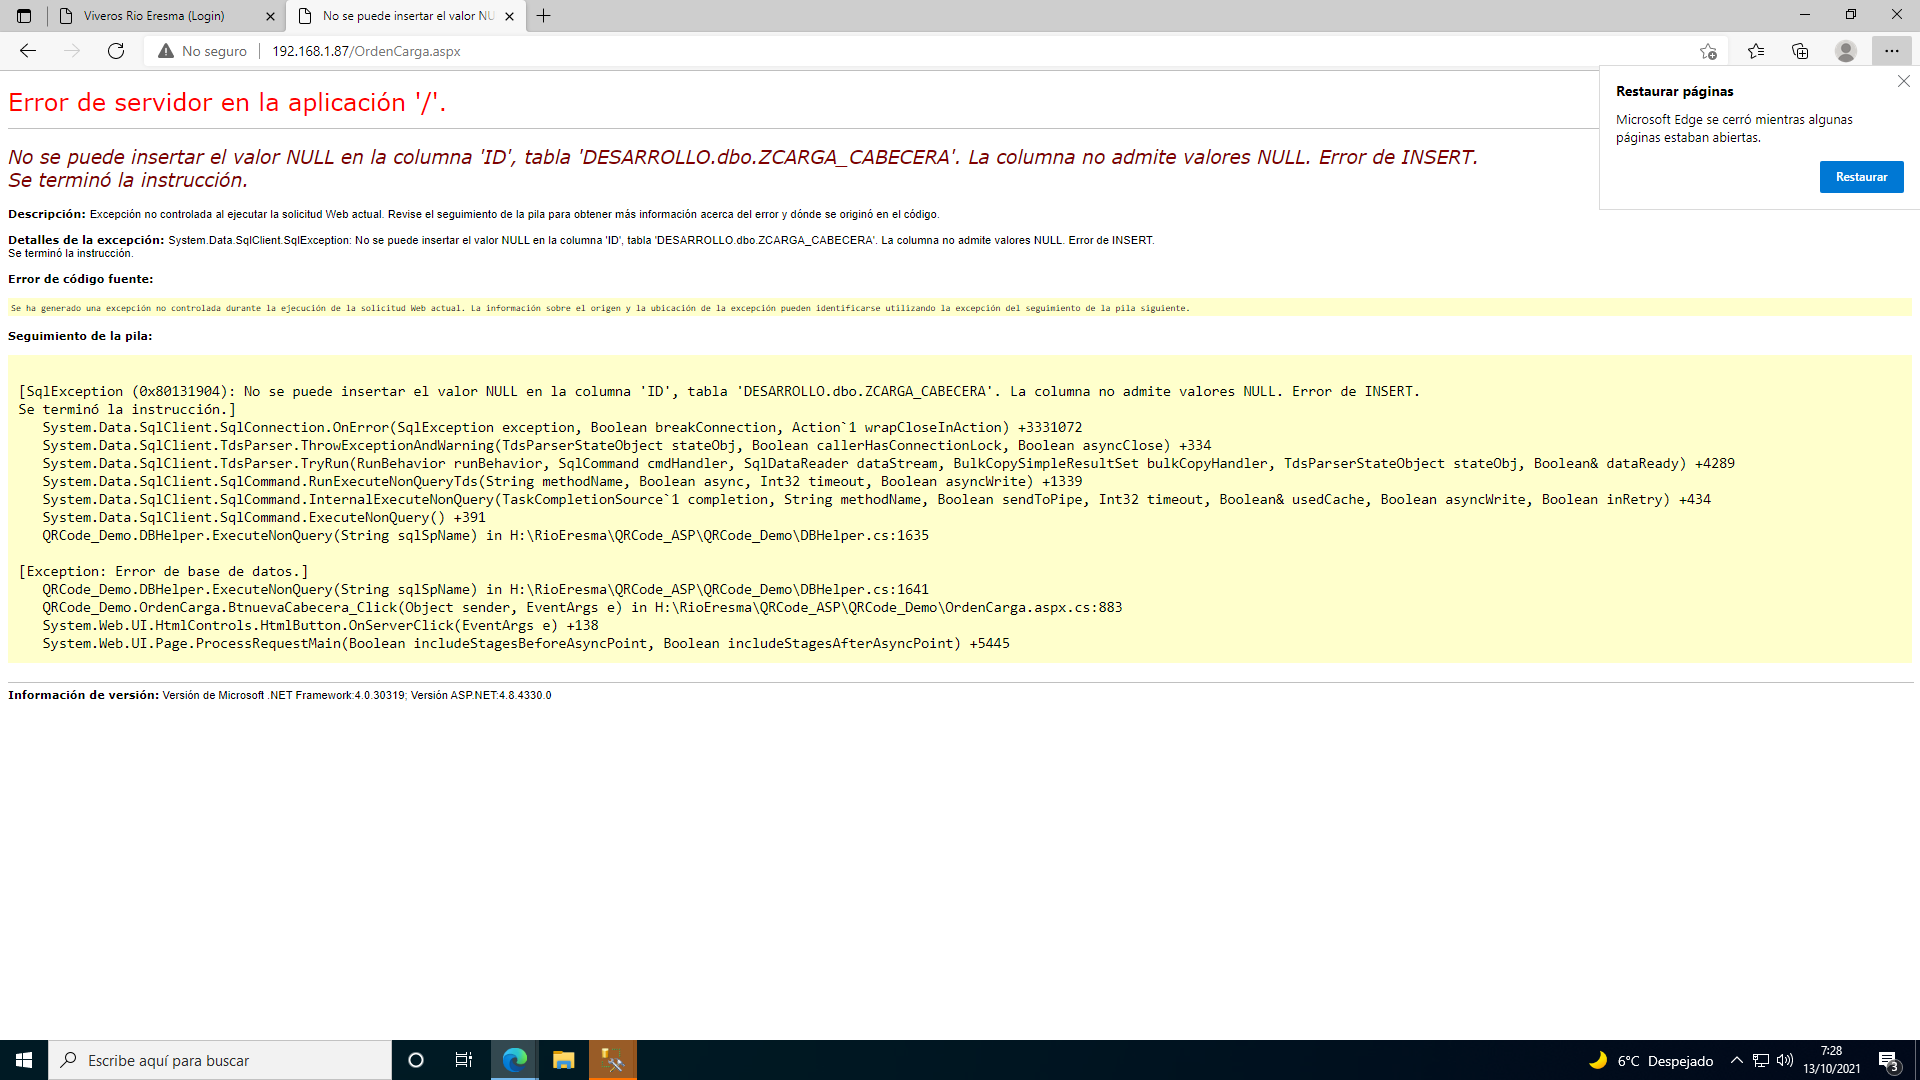 Viveros Rio Eresma (Login)
No se puede insertar el valor NU
No seguro
192.168.1.87/OrdenCarga.aspx
Restaurar páginas
Microsoft Edge se cerró mientras algunas
páginas estaban abiertas.
Restaurar
Error de servidor en la aplicación '/'.
No se puede insertar el valor NULL en la columna 'ID', tabla 'DESARROLLO.dbo.ZCARGA_CABECERA'. La columna no admite valores NULL. Error de INSERT.
Se terminó la instrucción.
Descripción: Excepción no controlada al ejecutar la solicitud Web actual. Revise el seguimiento de la pila para obtener más información acerca del error y dónde se originó en el código.
Detalles de la excepción: System.Data.SqlClient.SqlException: No se puede insertar el valor NULL en la columna 'ID', tabla 'DESARROLLO.dbo.ZCARGA_CABECERA'. La columna no admite valores NULL. Error de INSERT.
Se terminó la instrucción.
Error de código fuente:
Se ha generado una excepción no controlada durante la ejecución de la solicitud Web actual. La información sobre el origen y la ubicación de la excepción pueden identificarse utilizando la excepción del seguimiento de la pila siguiente.
Seguimiento de la pila:
[SqlException (0x80131904): No se puede insertar el valor NULL en la columna 'ID', tabla 'DESARROLLO.dbo.ZCARGA_CABECERA'. La columna no admite valores NULL. Error de INSERT.
Se terminó la instrucción.]
System.Data.SqlClient.SqlConnection.OnError(SqlException exception, Boolean breakConnection, Action`1 wrapCloseInAction) +3331072
System.Data.SqlClient.TdsParser.ThrowExceptionAndWarning(TdsParserStateObject stateObj, Boolean callerHasConnectionLock, Boolean asyncClose) +334
System.Data.SqlClient.TdsParser.TryRun(RunBehavior runBehavior, SqlCommand cmdHandler, SqlDataReader dataStream, BulkCopySimpleResultSet bulkCopyHandler, TdsParserStateObject stateObj, Boolean& dataReady) +4289
System.Data.SqlClient.SqlCommand.RunExecuteNonQueryTds(String methodName, Boolean async, Int32 timeout, Boolean asyncWrite) +1339
System.Data.SqlClient.SqlCommand.InternalExecuteNonQuery(TaskCompletionSource`1 completion, String methodName, Boolean sendToPipe, Int32 timeout, Boolean& usedCache, Boolean asyncWrite, Boolean inRetry) +434
System.Data.SqlClient.SqlCommand.ExecuteNonQuery() +391
QRCode_Demo.DBHelper.ExecuteNonQuery(String sqlSpName) in H:\RioEresma\QRCode_ASP\QRCode_Demo\DBHelper.cs:1635
[Exception: Error de base de datos.]
QRCode_Demo.DBHelper.ExecuteNonQuery(String sqlSpName) in H:\RioEresma\QRCode_ASP\QRCode_Demo\DBHelper.cs:1641
QRCode_Demo.OrdenCarga.BtnuevaCabecera_Click(Object sender, EventArgs e) in H:\RioEresma\QRCode_ASP\QRCode_Demo\OrdenCarga.aspx.cs:883
System.Web.UI.HtmlControls.HtmlButton.OnServerClick(EventArgs e) +138
System.Web.UI.Page.ProcessRequestMain(Boolean includeStagesBeforeAsyncPoint, Boolean includeStagesAfterAsyncPoint) +5445
Información de versión: Versión de Microsoft .NET Framework:4.0.30319; Versión ASP.NET:4.8.4330.0
Escribe aquí para buscar
6°C Despejado
7:28
13/10/2021
3